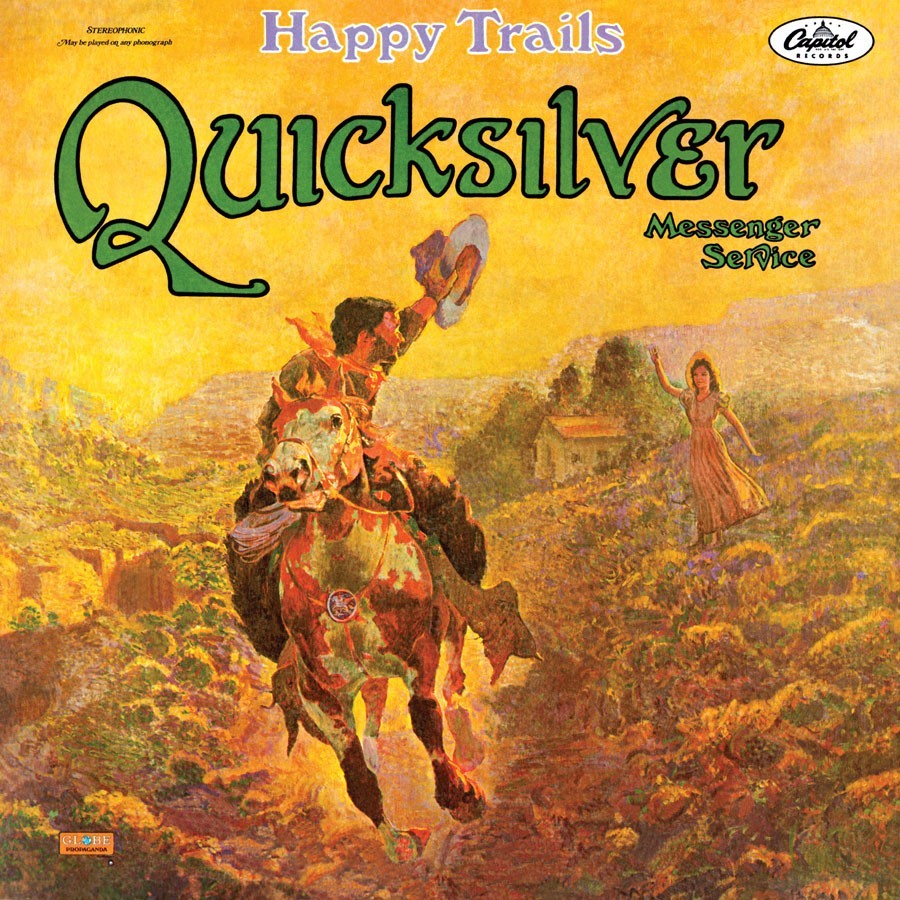 STEREOPHONIC
May be played on any phonograph
Happy Trails
Capitol
RECORDS
Quicksilver
Messenger
Service
GLOBE
PROPAGANDA